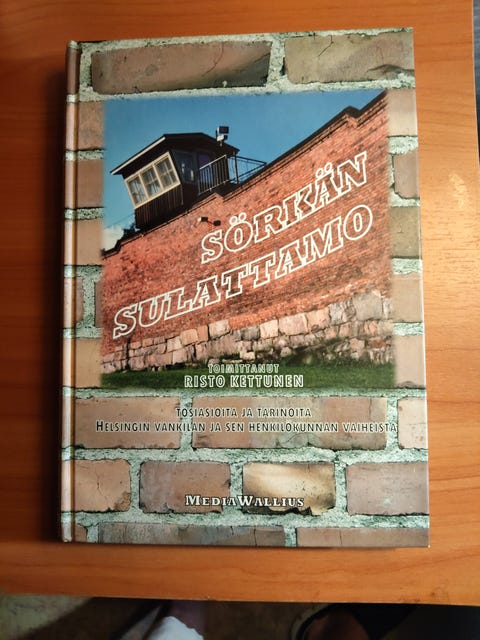 SÖRKÄN
SULATTAMO
TOIMITTANUT
RISTO KETTUNEN
TOSIASIOITA JA TARINOITA
HELSINGIN VANKILAN JA SEN HENKILÖKUNNAN VAIHEISTA
MEDIAWALLIUS